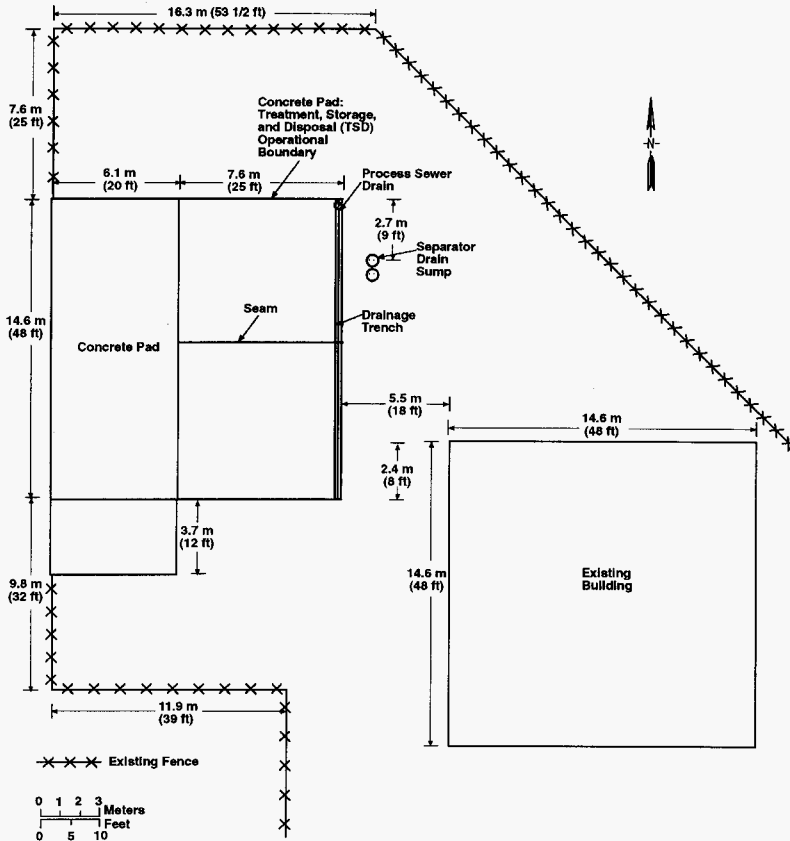 16.3 m (53 1/2 ft)
7.6 m
(25 ft)
Concrete Pad:
Treatment, Storage,
and Disposal (TSD)
Operational
Boundary
N
6.1 m
(20 ft)
7.6 m
(25 ft)
Process Sewer
Drain
2.7 m
(9 ft)
Separator
Drain
Sump
14.6 m
(48 ft)
Seam
Drainage
Trench
Concrete Pad
5.5 m
(18 ft)
14.6 m
(48 ft)
2.4 m
(8 ft)
3.7 m
(12 ft)
9.8 m
(32 ft)
14.6 m
(48 ft)
Existing
Building
11.9 m
(39 ft)
Existing Fence
0 1 2 3
Meters
Feet
0 5 10